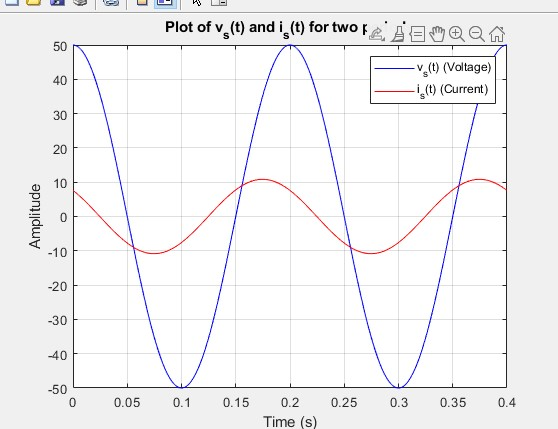 Plot of vs(t) and is(t) for two
vs(t) (Voltage)
is(t) (Current)
50
40
30
20
10
0
-10
-20
-30
-40
-50
Amplitude
0 0.05 0.1 0.15 0.2 0.25 0.3 0.35 0.4
Time (s)